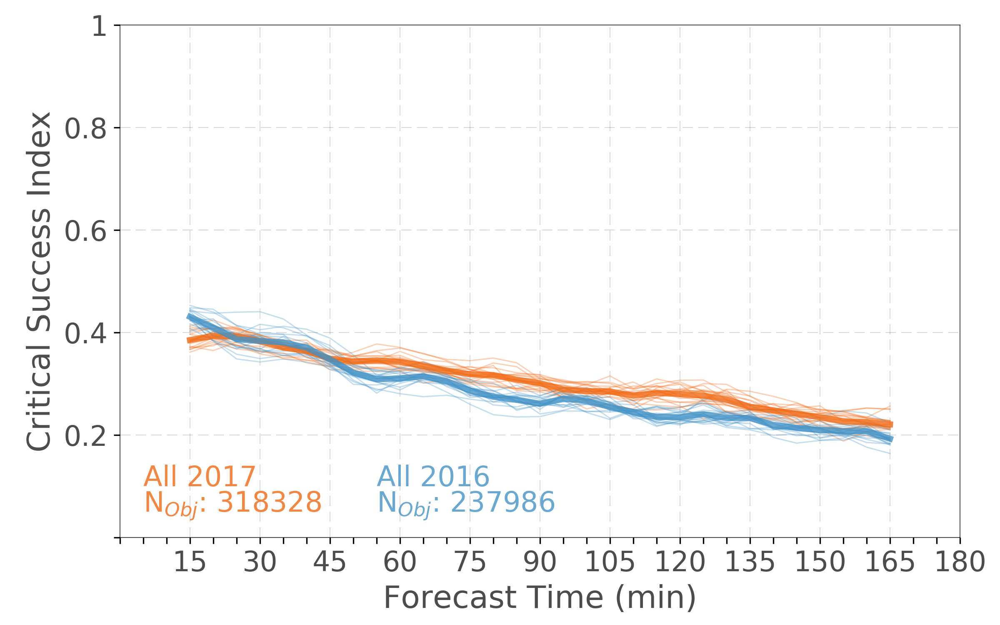 Critical Success Index
1
0.8
0.6
0.4
0.2
All 2017
N_Obj: 318328
All 2016
N_Obj: 237986
15 30 45 60 75 90 105 120 135 150 165 180
Forecast Time (min)